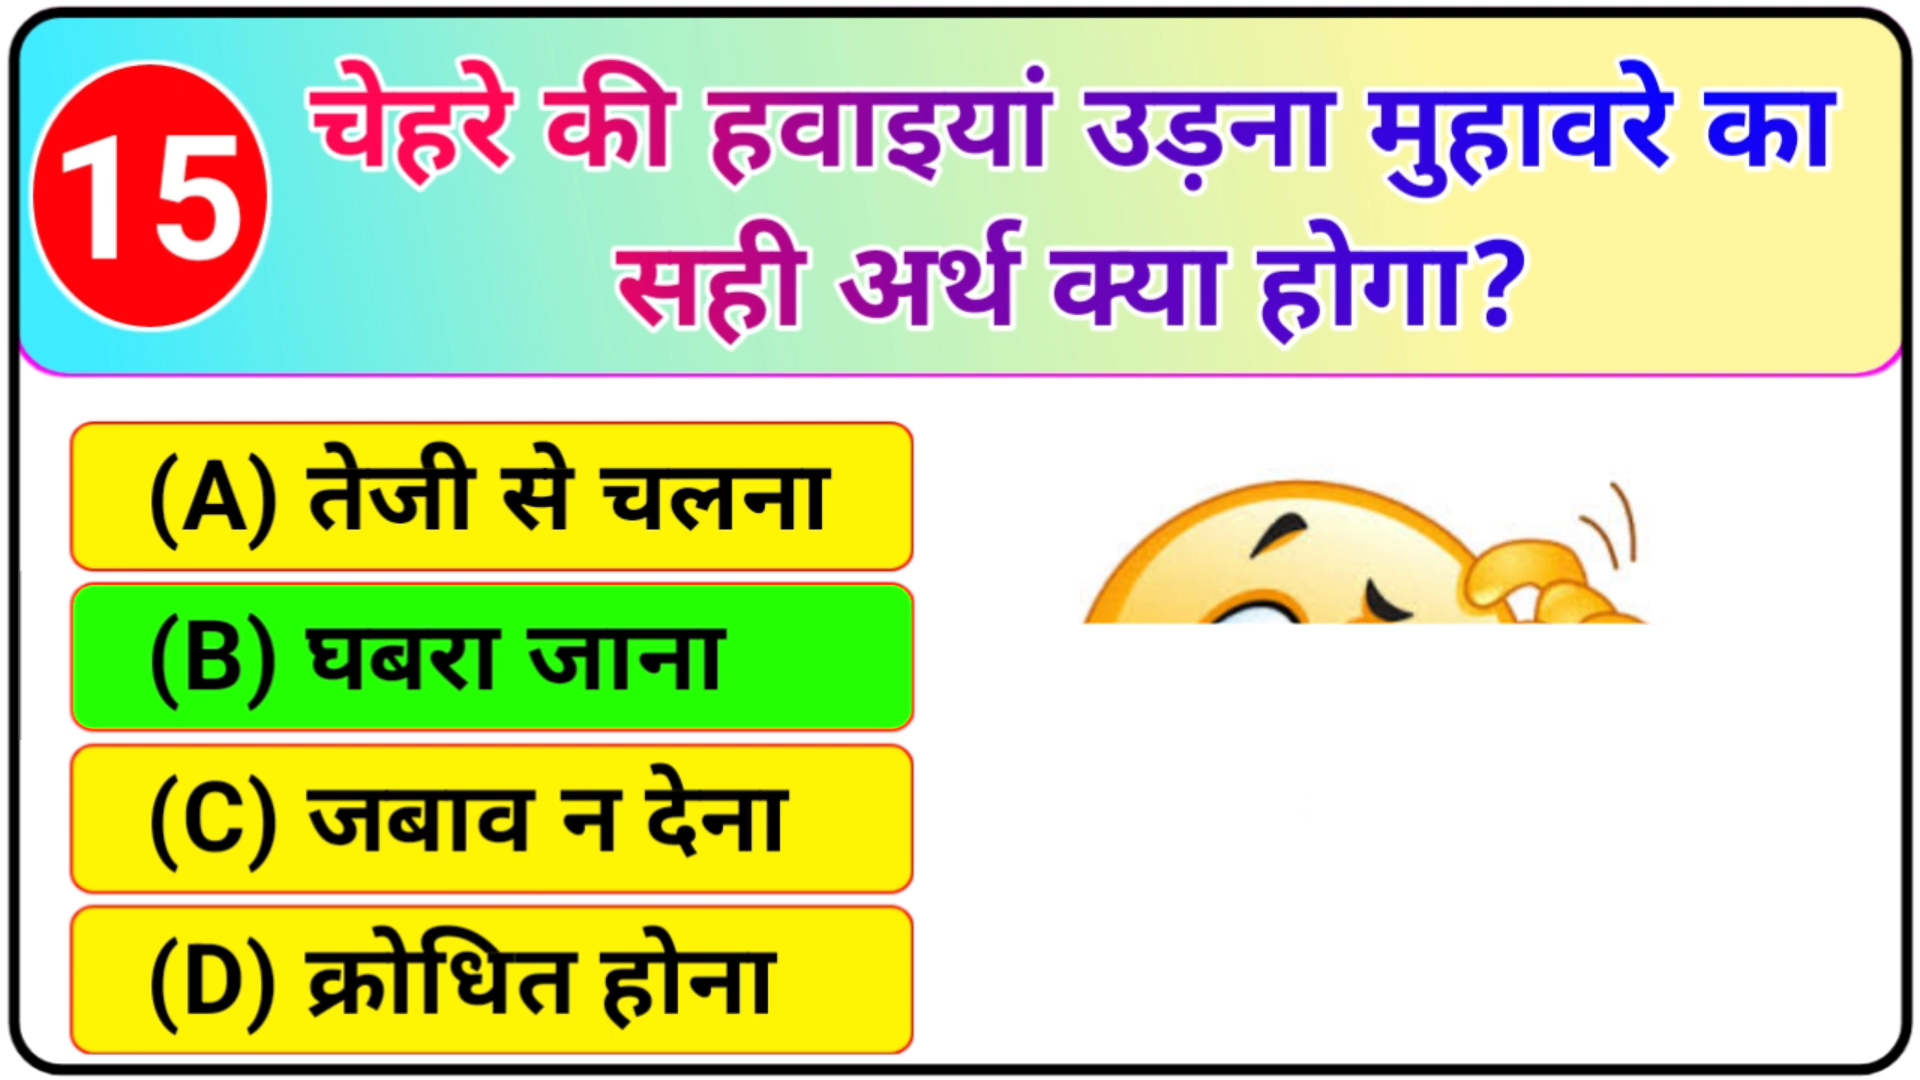 15
चेहरे की हवाइयां उड़ना मुहावरे का
सही अर्थ क्या होगा?
(A) तेजी से चलना
(B) घबरा जाना
(C) जबाव न देना
(D) क्रोधित होना